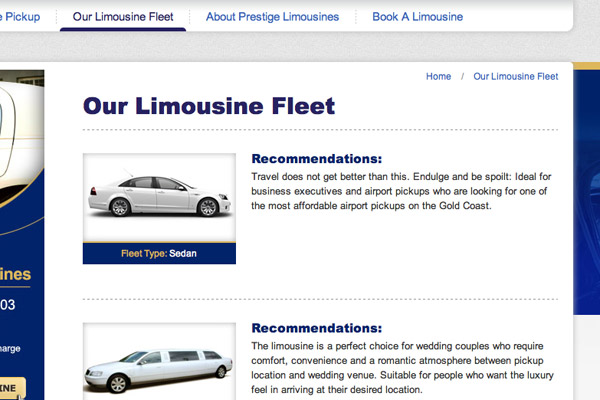 e Pickup
Our Limousine Fleet
About Prestige Limousines
Book A Limousine
Home / Our Limousine Fleet
Our Limousine Fleet
Recommendations:
Travel does not get better than this. Endulge and be spoilt: Ideal for
business executives and airport pickups who are looking for one of
the most affordable airport pickups on the Gold Coast.
Fleet Type: Sedan
ines
03
harge
INE
Recommendations:
The limousine is a perfect choice for wedding couples who require
comfort, convenience and a romantic atmosphere between pickup
location and wedding venue. Suitable for people who want the luxury
feel in arriving at their desired location.